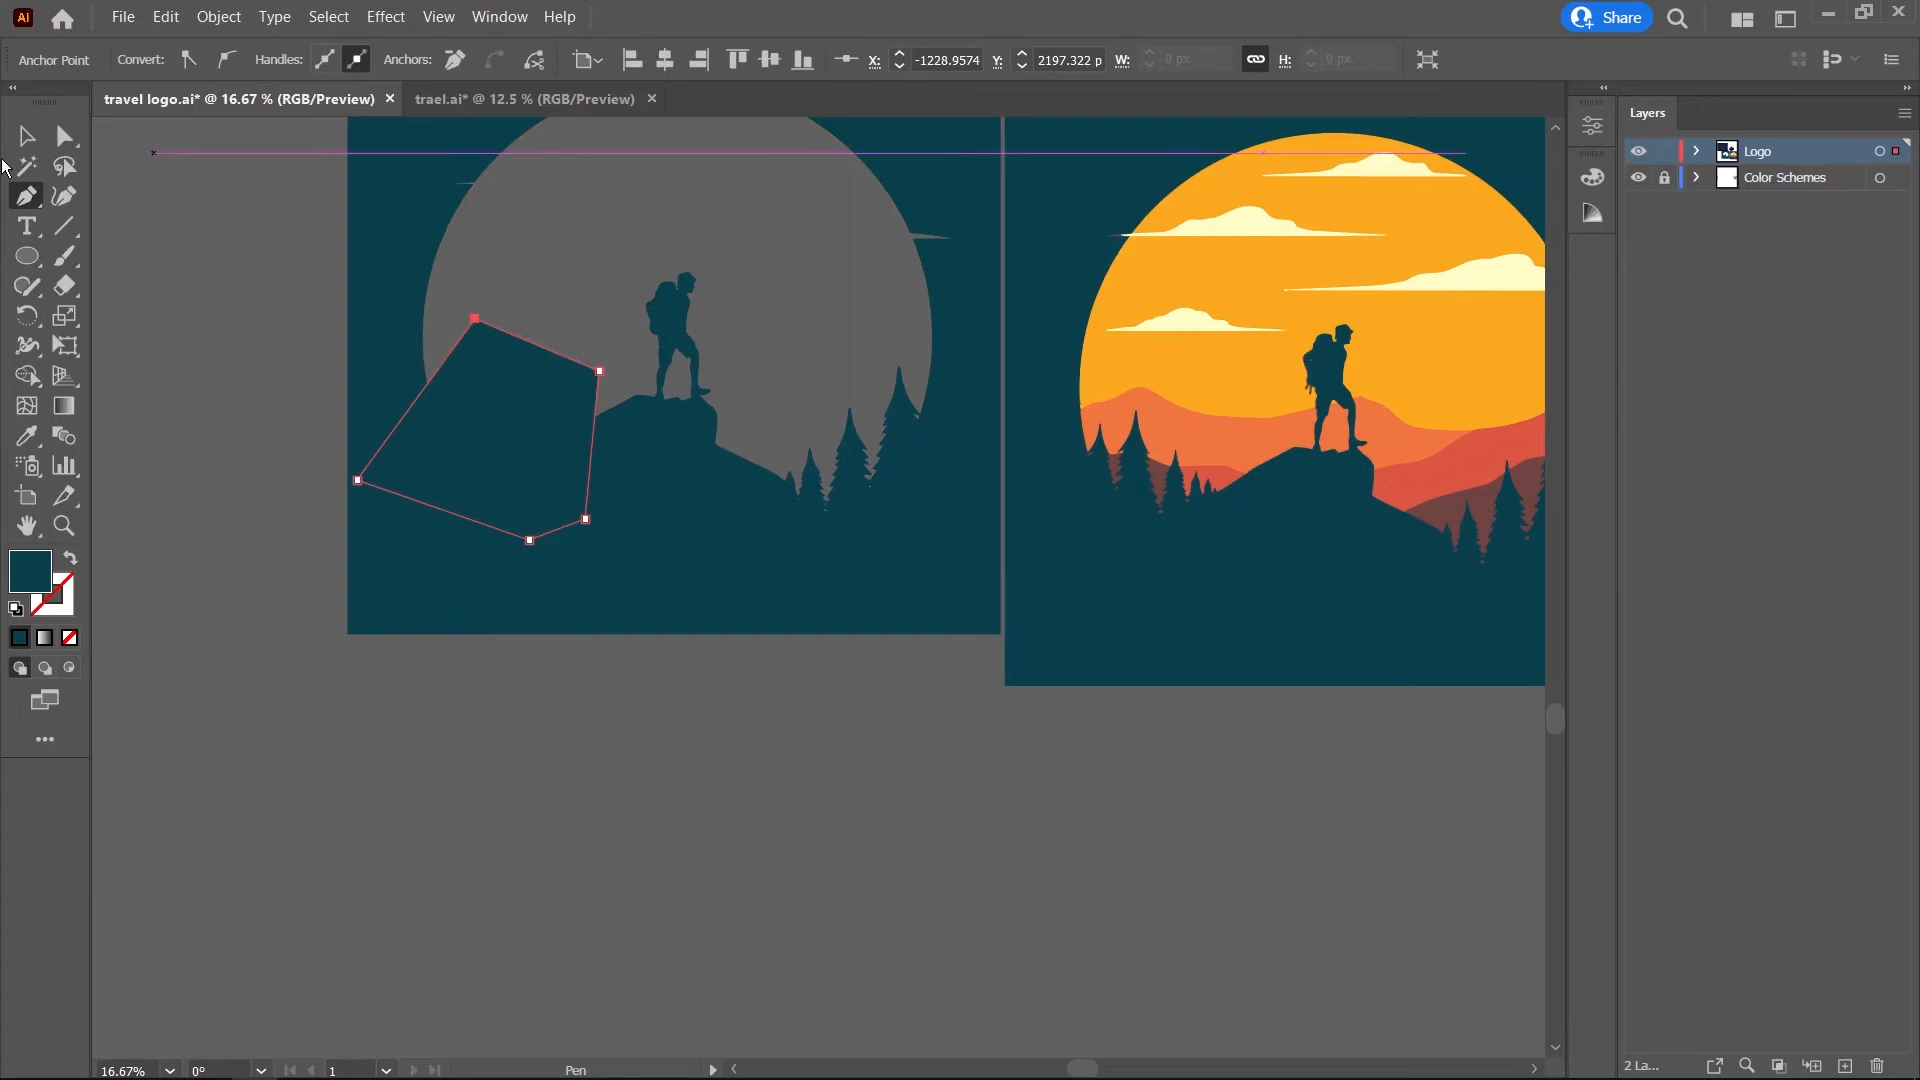 Ai File Edit Object Type Select Effect View Window Help Share
Anchor Point Convert: Handles: Anchors: X: -1228.9574 Y: 2197.322 p W: 0 px H: 0 px
travel logo.ai* @ 16.67 % (RGB/Preview) × trael.ai* @ 12.5 % (RGB/Preview) ×
Layers
Logo
Color Schemes
16.67% 0° 1 Pen 2 La...